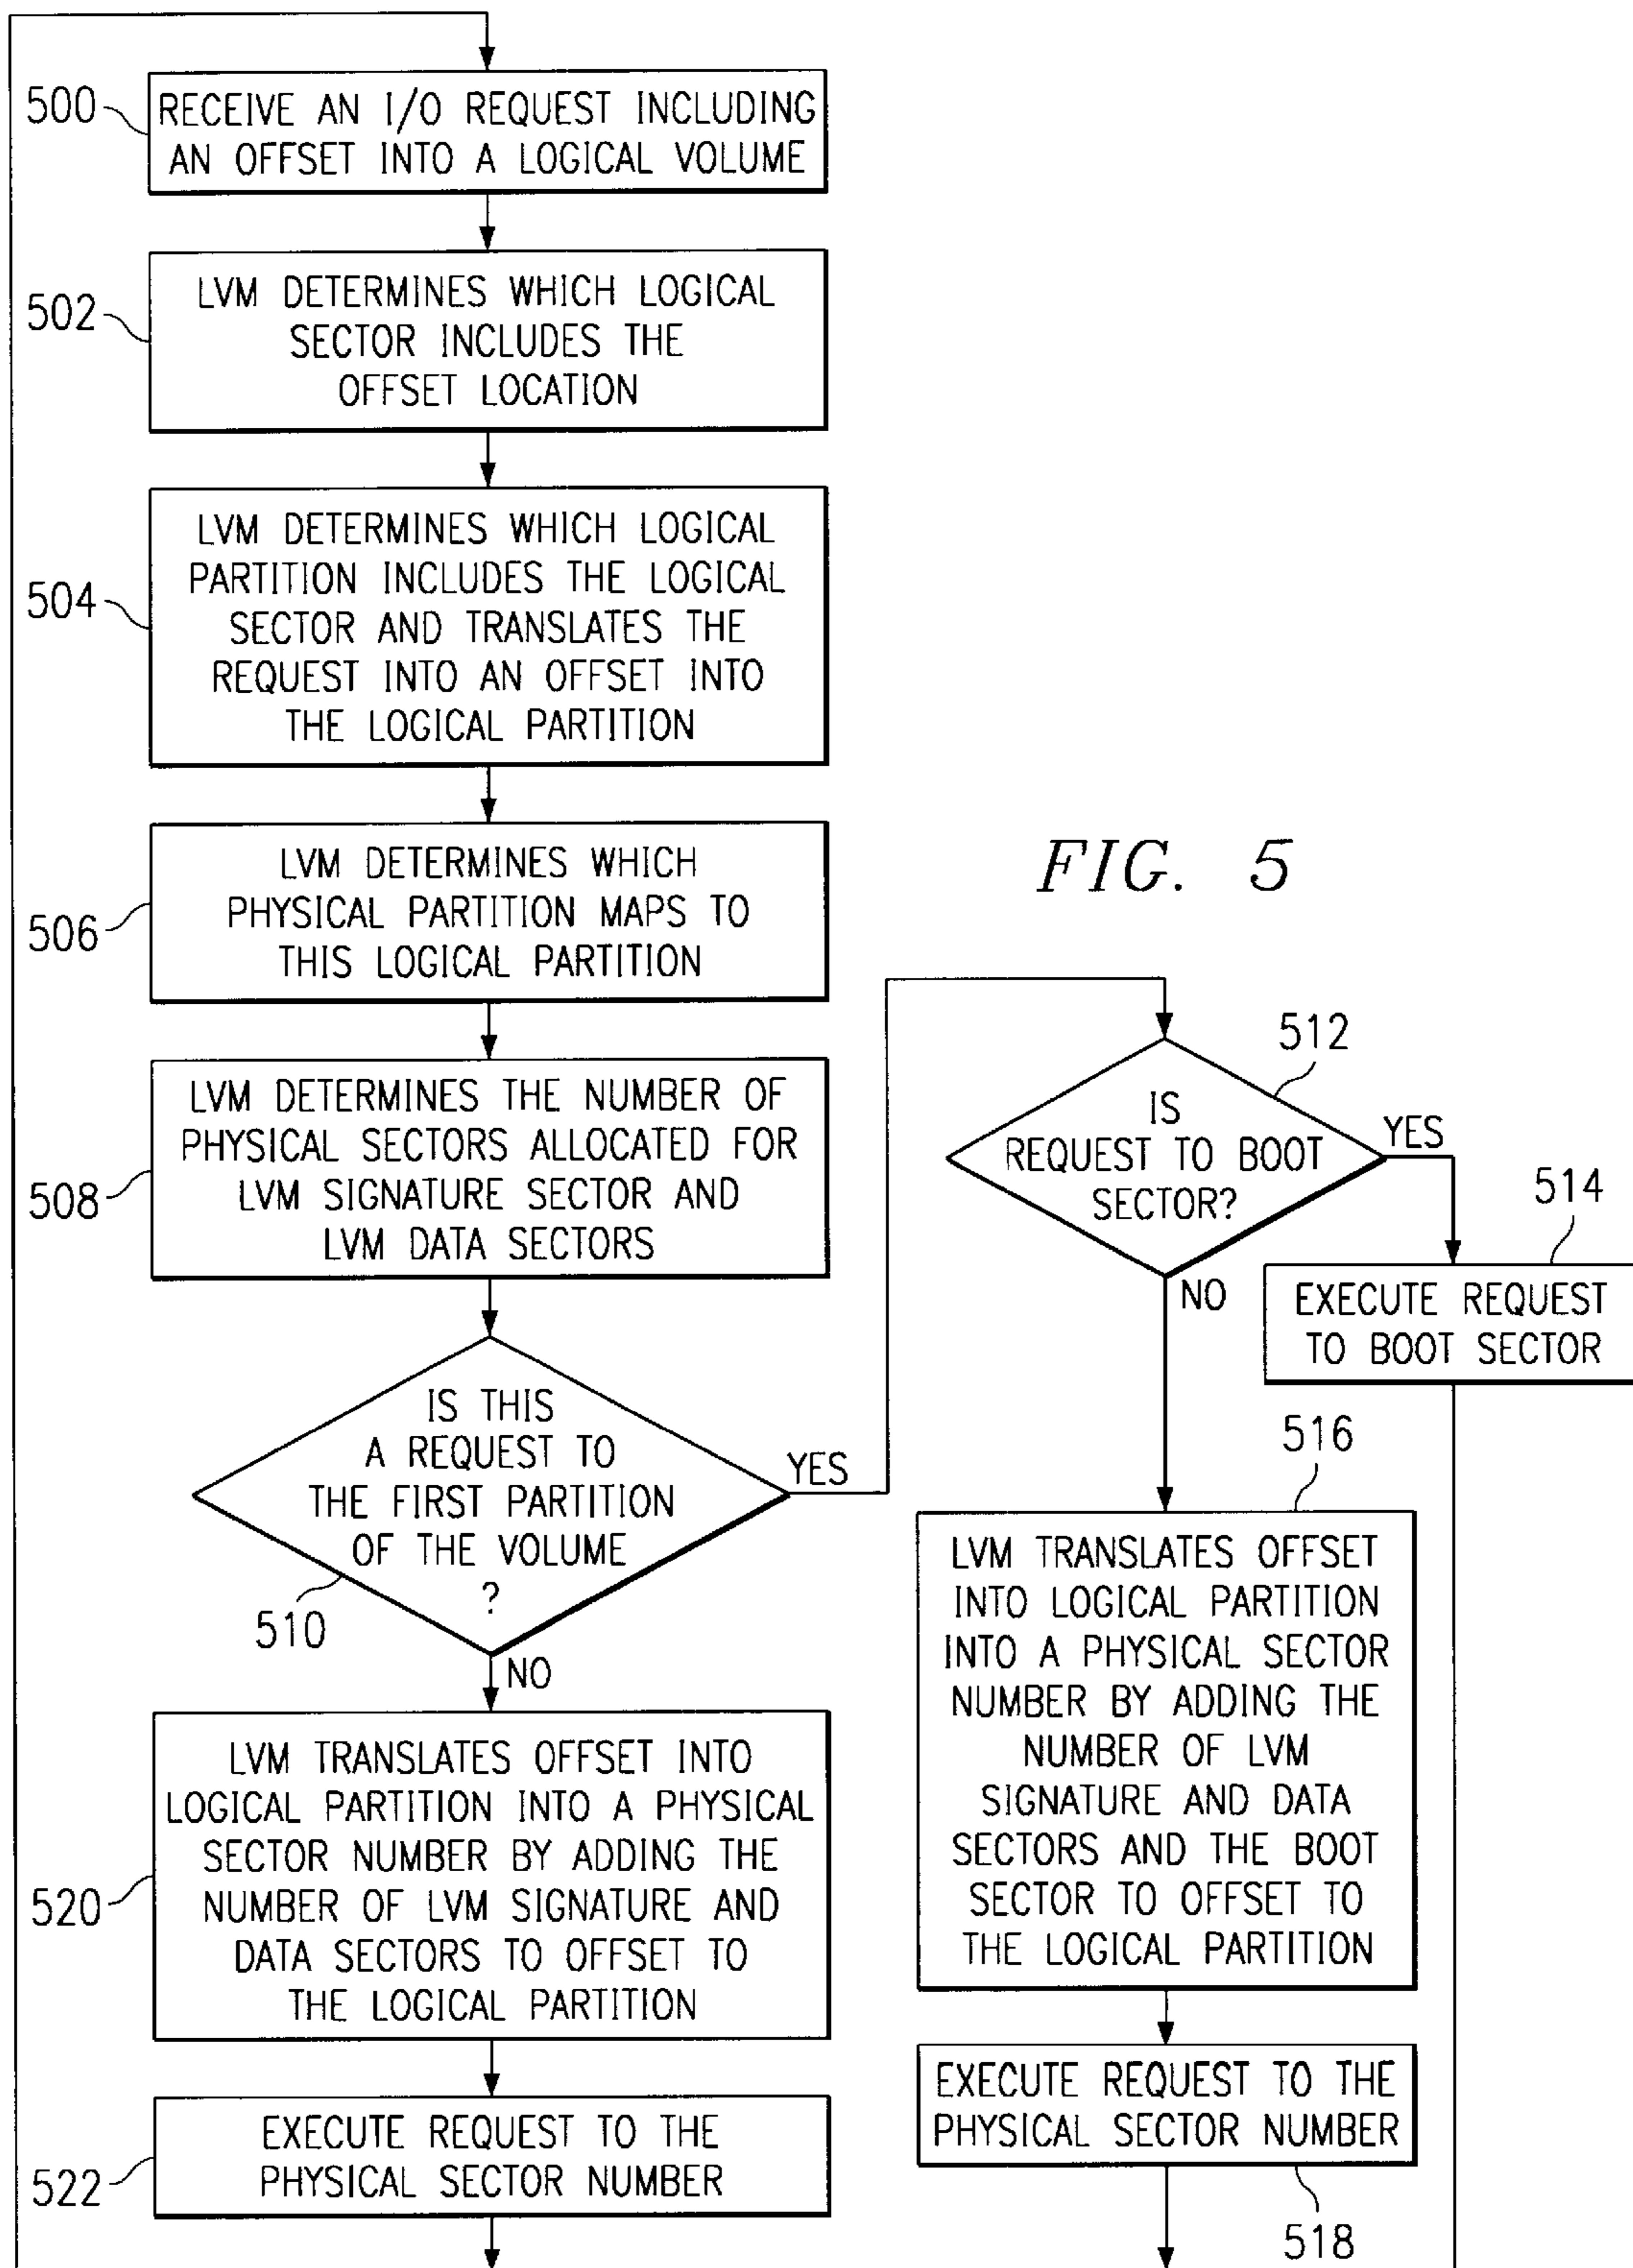 500
RECEIVE AN I/O REQUEST INCLUDING
AN OFFSET INTO A LOGICAL VOLUME
502
LVM DETERMINES WHICH LOGICAL
SECTOR INCLUDES THE
OFFSET LOCATION
504
LVM DETERMINES WHICH LOGICAL
PARTITION INCLUDES THE LOGICAL
SECTOR AND TRANSLATES THE
REQUEST INTO AN OFFSET INTO
THE LOGICAL PARTITION
506
LVM DETERMINES WHICH
PHYSICAL PARTITION MAPS TO
THIS LOGICAL PARTITION
FIG. 5
508
LVM DETERMINES THE NUMBER OF
PHYSICAL SECTORS ALLOCATED FOR
LVM SIGNATURE SECTOR AND
LVM DATA SECTORS
510
IS THIS
A REQUEST TO
THE FIRST PARTITION
OF THE VOLUME
?
YES
NO
512
IS
REQUEST TO BOOT
SECTOR?
YES
NO
514
EXECUTE REQUEST
TO BOOT SECTOR
516
LVM TRANSLATES OFFSET
INTO LOGICAL PARTITION
INTO A PHYSICAL SECTOR
NUMBER BY ADDING THE
NUMBER OF LVM
SIGNATURE AND DATA
SECTORS AND THE BOOT
SECTOR TO OFFSET TO
THE LOGICAL PARTITION
EXECUTE REQUEST TO THE
PHYSICAL SECTOR NUMBER
518
520
LVM TRANSLATES OFFSET INTO
LOGICAL PARTITION INTO A PHYSICAL
SECTOR NUMBER BY ADDING THE
NUMBER OF LVM SIGNATURE AND
DATA SECTORS TO OFFSET TO
THE LOGICAL PARTITION
522
EXECUTE REQUEST TO THE
PHYSICAL SECTOR NUMBER